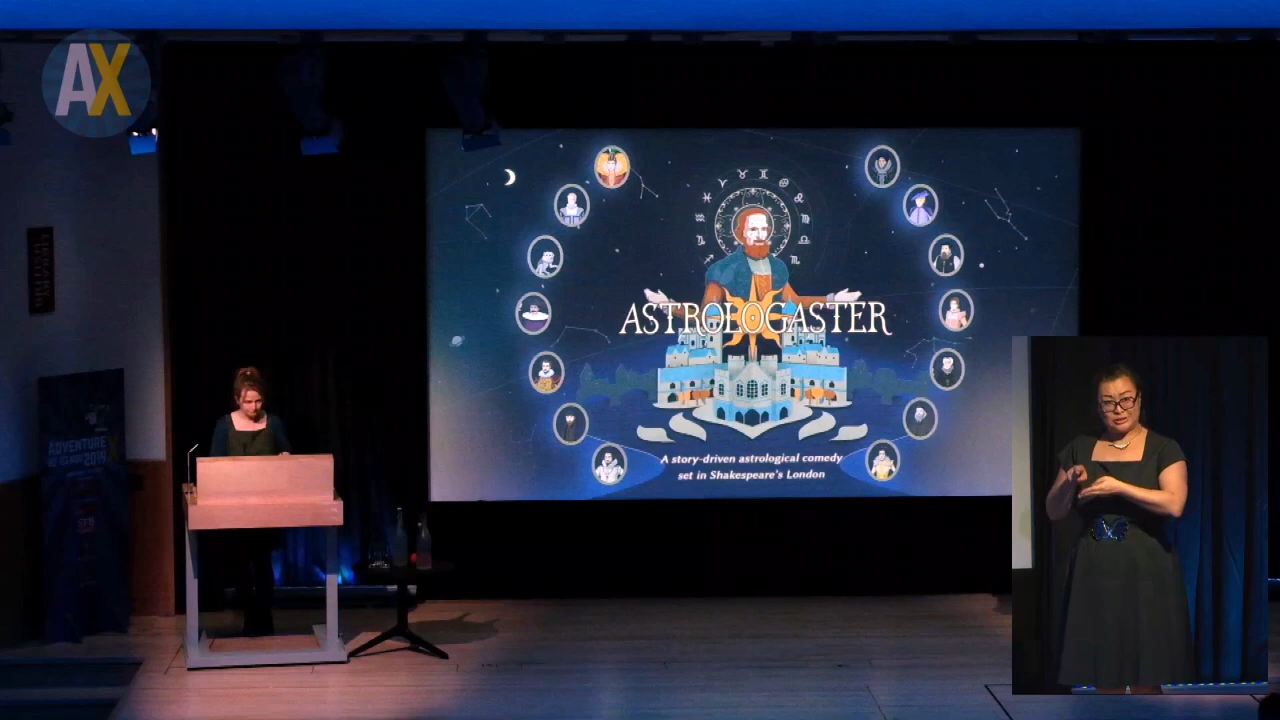 AX
ASTROLOGASTER
A story-driven astrological comedy
set in Shakespeare's London
ADVENTURE X
2019